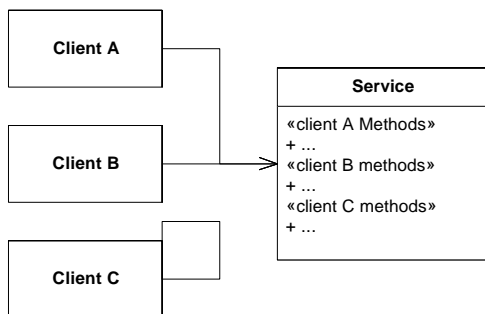 Client A
Client B
Client C
Service
«client A Methods»
+ ...
«client B methods»
+ ...
«client C methods»
+ ...